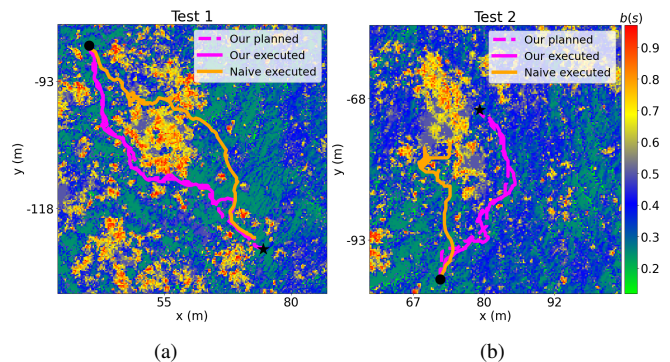 Test 1
Our planned
Our executed
Naive executed
-93
-118
y (m)
55
80
x (m)
(a)
Test 2
Our planned
Our executed
Naive executed
-68
-93
y (m)
67
80
92
x (m)
(b)
b(s)
0.9
0.8
0.7
0.6
0.5
0.4
0.3
0.2